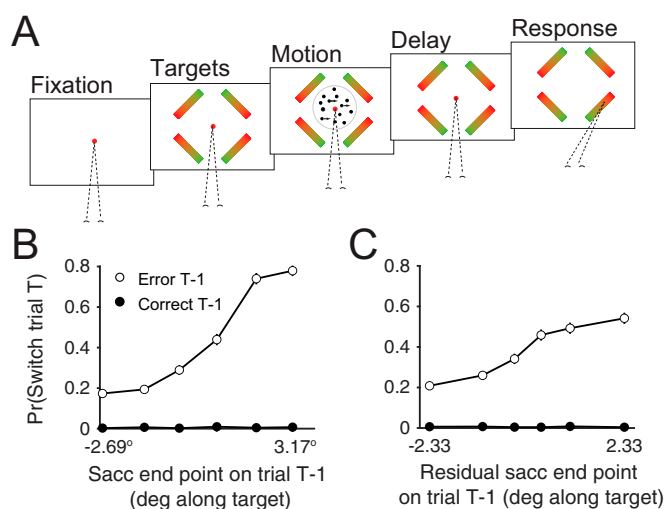 A
Fixation
Targets
Motion
Delay
Response
B
0.8
0.6
0.4
0.2
0
Pr(Switch trial T)
Error T-1
Correct T-1
-2.69º
3.17º
Sacc end point on trial T-1
(deg along target)
C
0.8
0.6
0.4
0.2
0
-2.33
2.33
Residual sacc end point
on trial T-1 (deg along target)